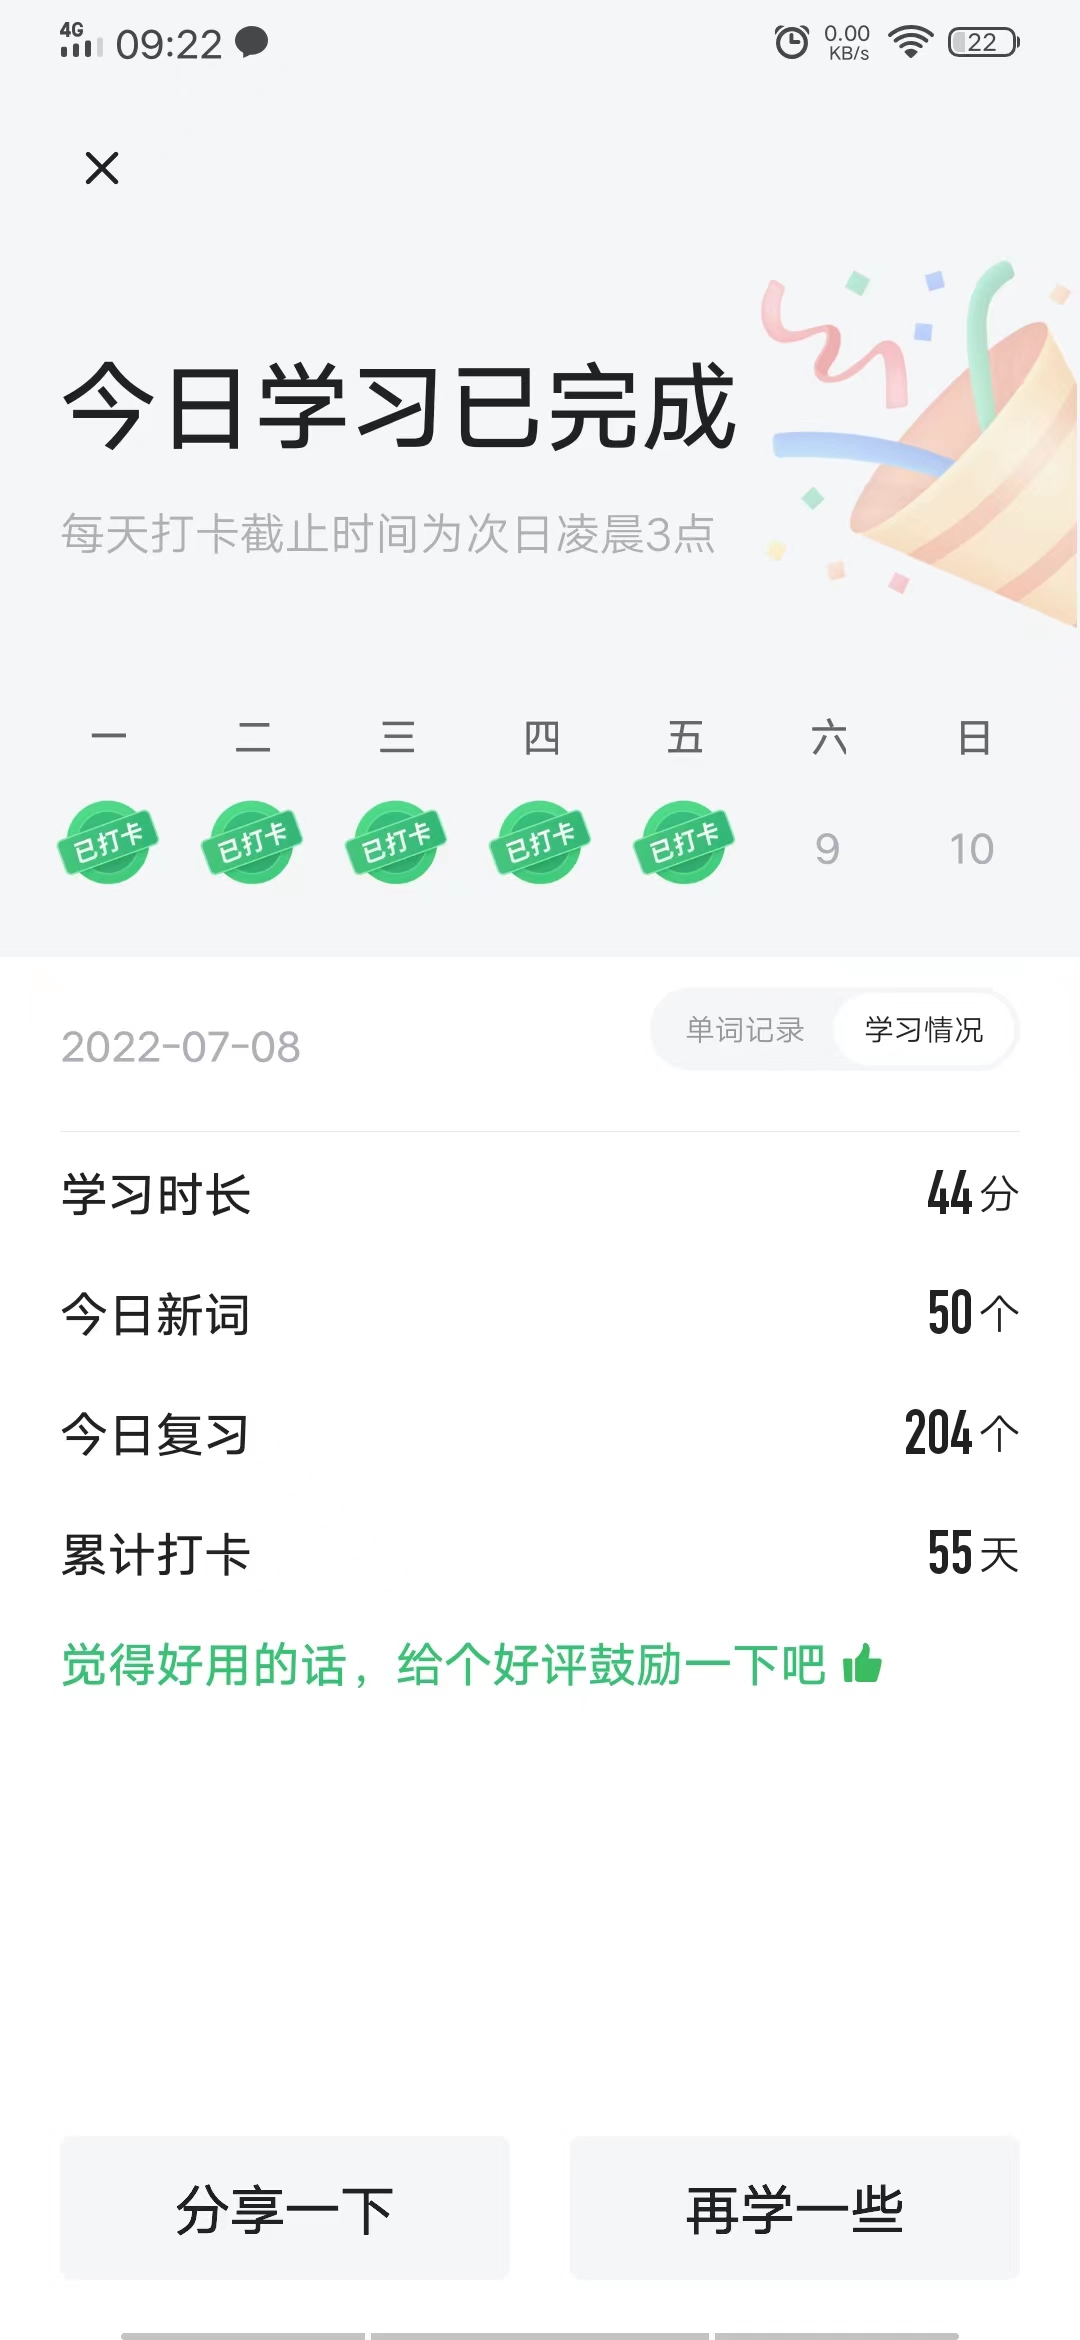 4G 09:22 0.00 KB/s 22
今日学习已完成
每天打卡截止时间为次日凌晨3点
一 二 三 四 五 六 日
已打卡 已打卡 已打卡 已打卡 已打卡 9 10
2022-07-08 单词记录 学习情况
学习时长 44分
今日新词 50个
今日复习 204个
累计打卡 55天
觉得好用的话，给个好评鼓励一下吧
分享一下 再学一些